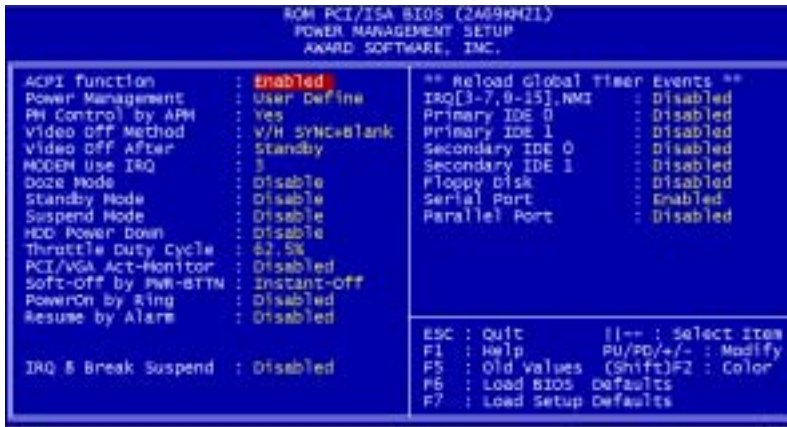 ROM PCI/ISA BIOS (2A69KMZ1)
POWER MANAGEMENT SETUP
AWARD SOFTWARE, INC.
ACPI function : Enabled
Power Management : User Define
PM Control by APM : Yes
Video Off Method : V/H SYNC+Blank
Video Off After : Standby
MODEM Use IRQ : 3
Doze Mode : Disable
Standby Mode : Disable
Suspend Mode : Disable
HDD Power Down : Disable
Throttle Duty Cycle : 62.5%
PCI/VGA Act-Monitor : Disabled
Soft-Off by PWR-BTTN : Instant-Off
PowerOn by Ring : Disabled
Resume by Alarm : Disabled
IRQ 8 Break Suspend : Disabled
** Reload Global Timer Events **
IRQ[3-7,9-15],NMI : Disabled
Primary IDE 0 : Disabled
Primary IDE 1 : Disabled
Secondary IDE 0 : Disabled
Secondary IDE 1 : Disabled
Floppy Disk : Disabled
Serial Port : Enabled
Parallel Port : Disabled
ESC : Quit : Select Item
F1 : Help PU/PD/+/- : Modify
F5 : Old Values (Shift)F2 : Color
F6 : Load BIOS Defaults
F7 : Load Setup Defaults